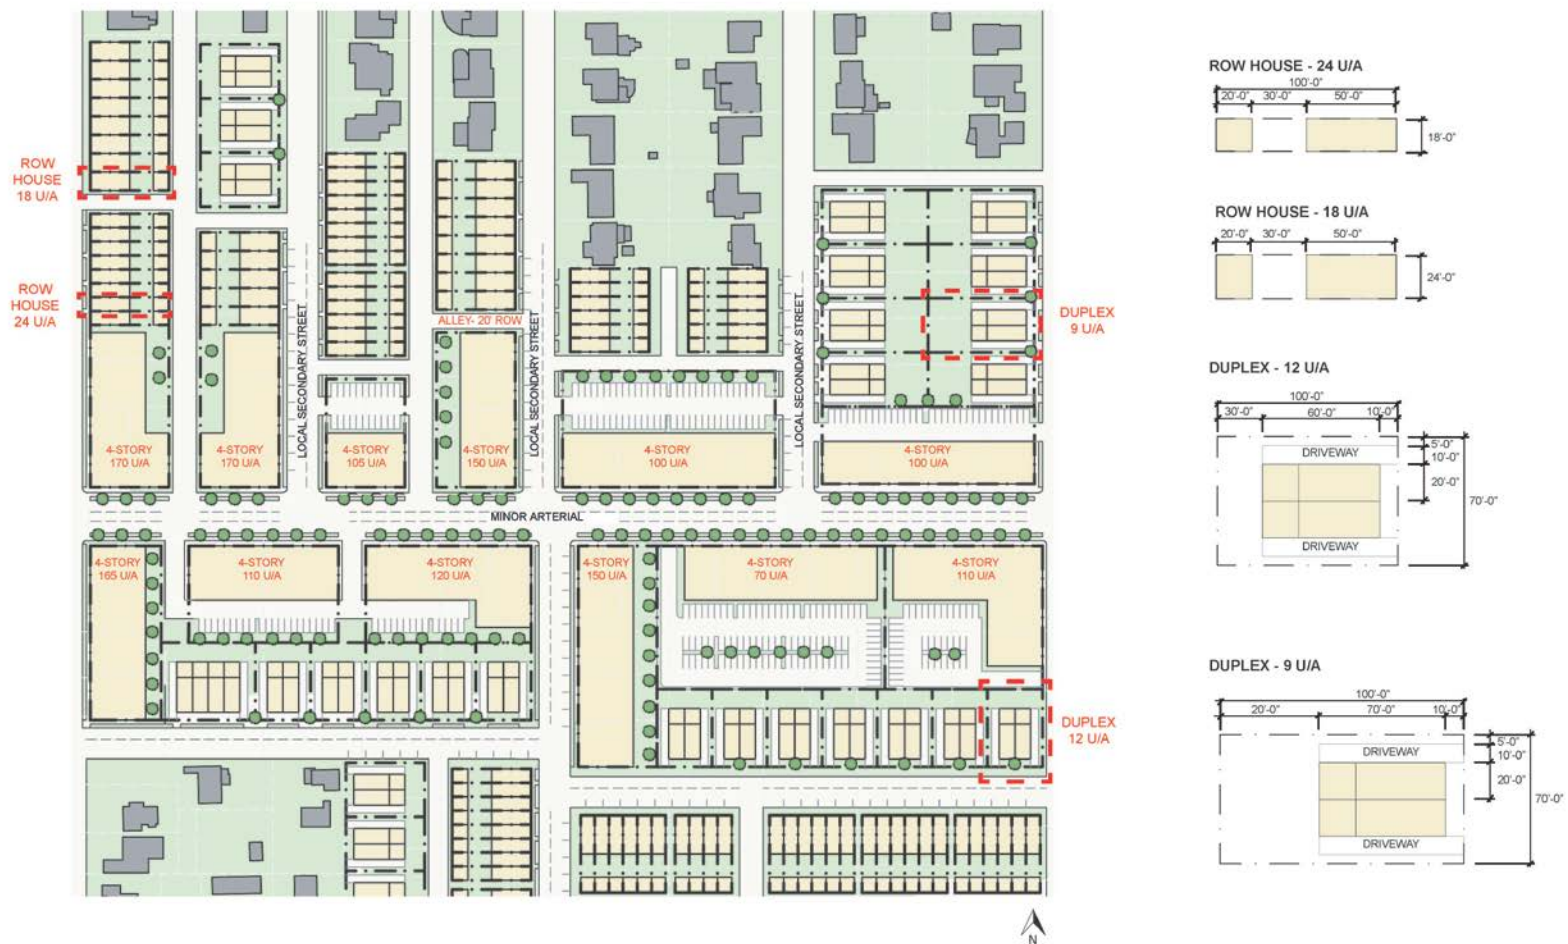 ROW
HOUSE
18 U/A
ROW
HOUSE
24 U/A
LOCAL SECONDARY STREET
ALLEY- 20' ROW
LOCAL SECONDARY STREET
LOCAL SECONDARY STREET
DUPLEX
9 U/A
4-STORY
170 U/A
4-STORY
170 U/A
4-STORY
105 U/A
4-STORY
150 U/A
4-STORY
100 U/A
4-STORY
100 U/A
MINOR ARTERIAL
4-STORY
165 U/A
4-STORY
110 U/A
4-STORY
120 U/A
4-STORY
150 U/A
4-STORY
70 U/A
4-STORY
110 U/A
DUPLEX
12 U/A
N
ROW HOUSE - 24 U/A
100'-0"
20'-0" 30'-0" 50'-0"
18'-0"
ROW HOUSE - 18 U/A
20'-0" 30'-0" 50'-0"
24'-0"
DUPLEX - 12 U/A
100'-0"
30'-0" 60'-0" 10'-0"
DRIVEWAY
5'-0"
10'-0"
20'-0"
70'-0"
DRIVEWAY
DUPLEX - 9 U/A
100'-0"
20'-0" 70'-0" 10'-0"
DRIVEWAY
5'-0"
10'-0"
20'-0"
70'-0"
DRIVEWAY